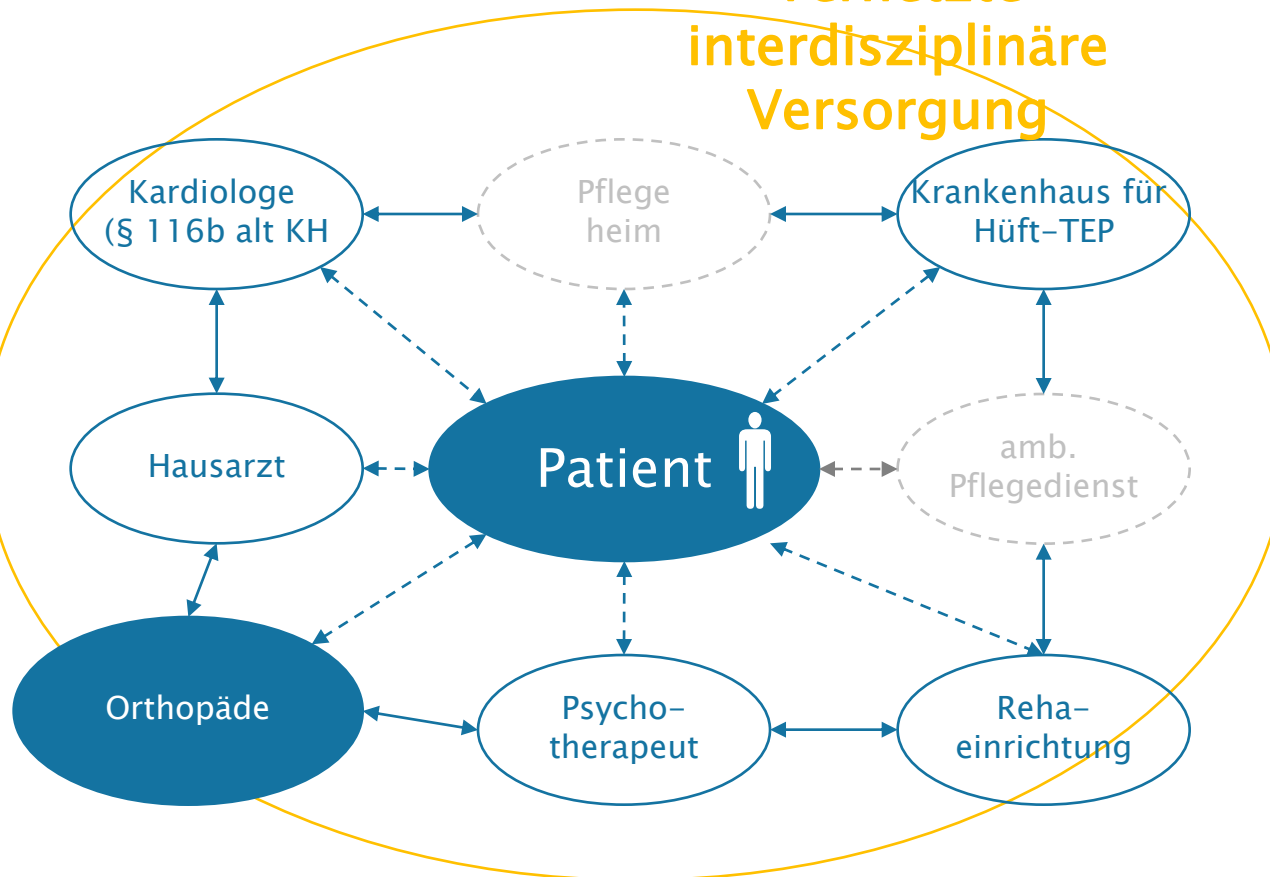 interdisziplinäre
Versorgung
Kardiologe
(§ 116b alt KH
Pflege
heim
Krankenhaus für
Hüft-TEP
Hausarzt
Patient
amb.
Pflegedienst
Orthopäde
Psycho-
therapeut
Reha-
einrichtung